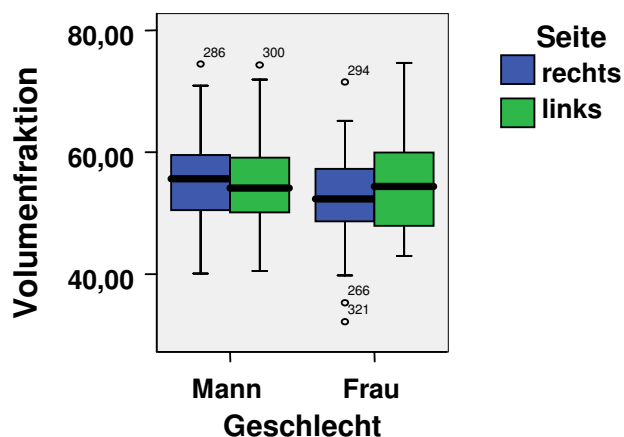 80,00
60,00
40,00
Volumenfraktion
286
300
294
266
321
Mann
Frau
Geschlecht
Seite
rechts
links